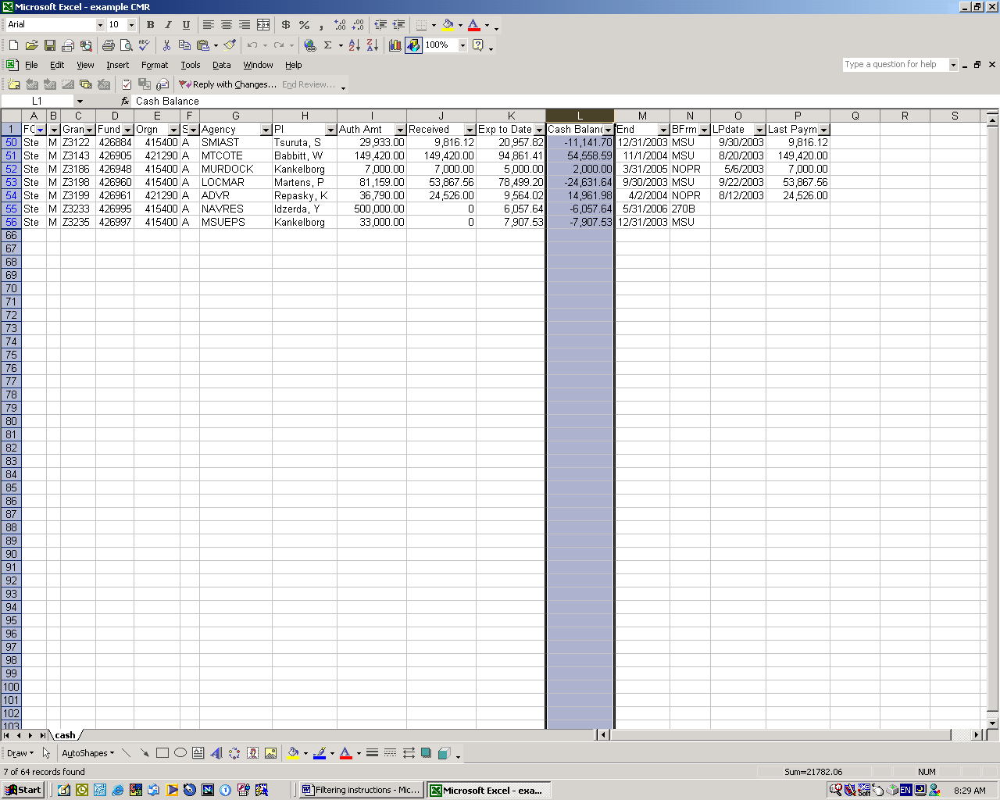 Microsoft Excel - example CMR
Arial 10 B I U $ % ,
100%
File Edit View Insert Format Tools Data Window Help Type a question for help
Reply with Changes... End Review...
L1 fx Cash Balance
A B C D E F G H I J K L M N O P Q R S
1 FC Gran Fund Orgn S Agency PI Auth Amt Received Exp to Date Cash Balanc End BFrm LPdate Last Paym
50 Ste M Z3122 426884 415400 A SMIAST Tsuruta, S 29,933.00 9,816.12 20,957.82 -11,141.70 12/31/2003 MSU 9/30/2003 9,816.12
51 Ste M Z3143 426905 421290 A MTCOTE Babbitt, W 149,420.00 149,420.00 94,861.41 54,558.59 11/1/2004 MSU 8/20/2003 149,420.00
52 Ste M Z3186 426948 415400 A MURDOCK Kankelborg 7,000.00 7,000.00 5,000.00 2,000.00 3/31/2005 NOPR 5/6/2003 7,000.00
53 Ste M Z3198 426960 415400 A LOCMAR Martens, P 81,159.00 53,867.56 78,499.20 -24,631.64 9/30/2003 MSU 9/22/2003 53,867.56
54 Ste M Z3199 426961 421290 A ADVR Repasky, K 36,790.00 24,526.00 9,564.02 14,961.98 4/2/2004 NOPR 8/12/2003 24,526.00
55 Ste M Z3233 426995 415400 A NAVRES Idzerda, Y 500,000.00 0 6,057.64 -6,057.64 5/31/2006 270B
56 Ste M Z3235 426997 415400 A MSUEPS Kankelborg 33,000.00 0 7,907.53 -7,907.53 12/31/2003 MSU
66
67
68
69
70
71
72
73
74
75
76
77
78
79
80
81
82
83
84
85
86
87
88
89
90
91
92
93
94
95
96
97
98
99
100
101
102
103
cash
Draw AutoShapes
7 of 64 records found Sum=21782.06 NUM
Start Filtering instructions - Mic... Microsoft Excel - exa... EN 8:29 AM